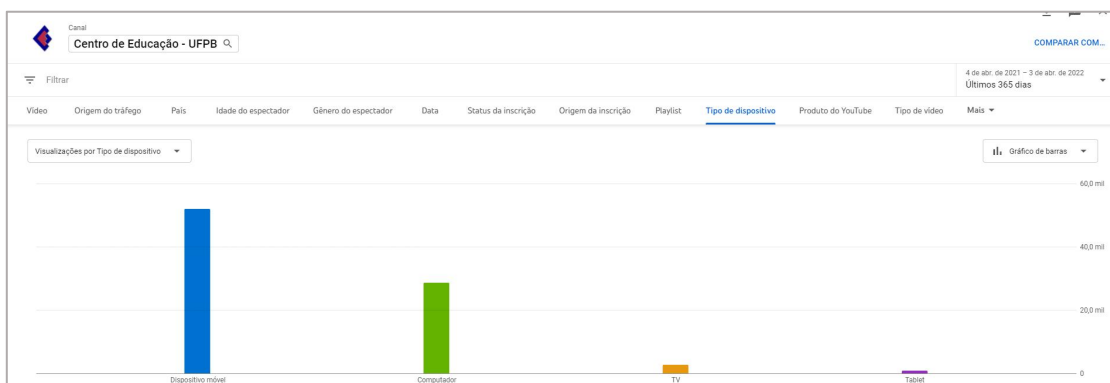 Canal
Centro de Educação - UFPB
COMPARAR COM...
Filtrar
4 de abr. de 2021 – 3 de abr. de 2022
Últimos 365 dias
Vídeo Origem do tráfego País Idade do espectador Gênero do espectador Data Status da inscrição Origem da inscrição Playlist Tipo de dispositivo Produto do YouTube Tipo de vídeo Mais
Visualizações por Tipo de dispositivo
Gráfico de barras
60,0 mil
40,0 mil
20,0 mil
0
Dispositivo móvel Computador TV Tablet